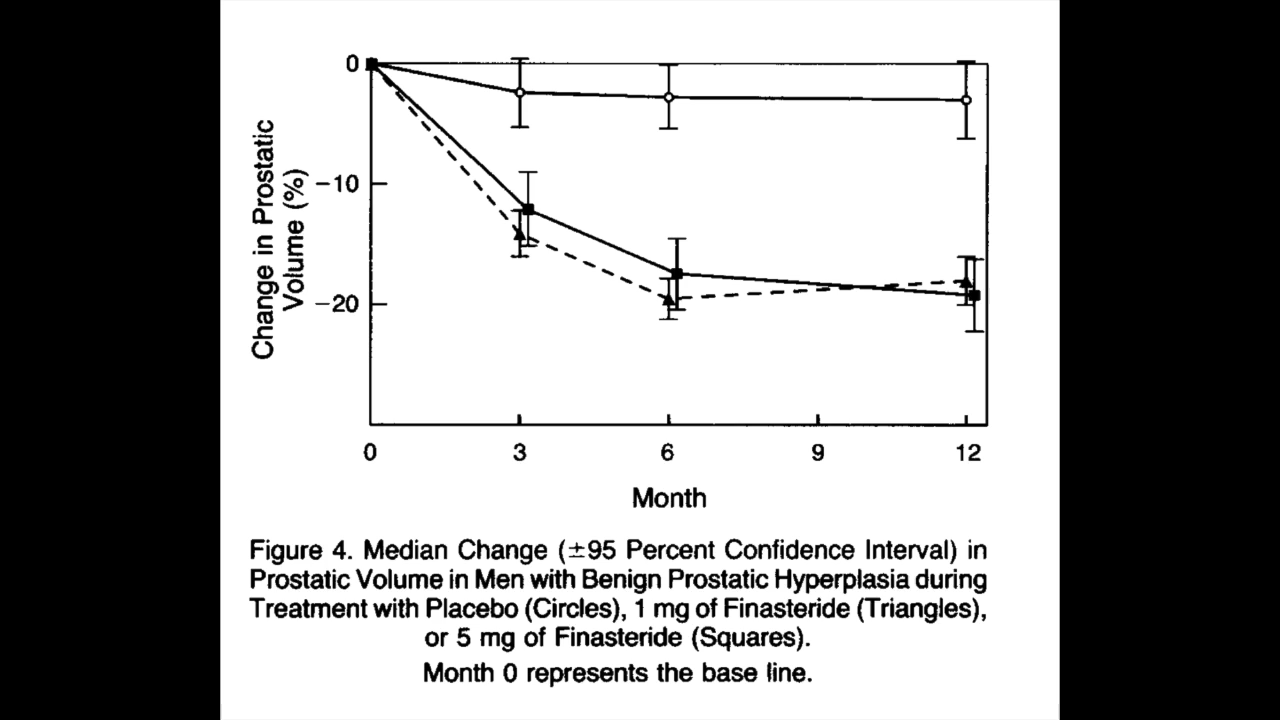 Change in Prostatic
Volume (%)
0
−10
−20
0 3 6 9 12
Month
Figure 4. Median Change (±95 Percent Confidence Interval) in
Prostatic Volume in Men with Benign Prostatic Hyperplasia during
Treatment with Placebo (Circles), 1 mg of Finasteride (Triangles),
or 5 mg of Finasteride (Squares).
Month 0 represents the base line.